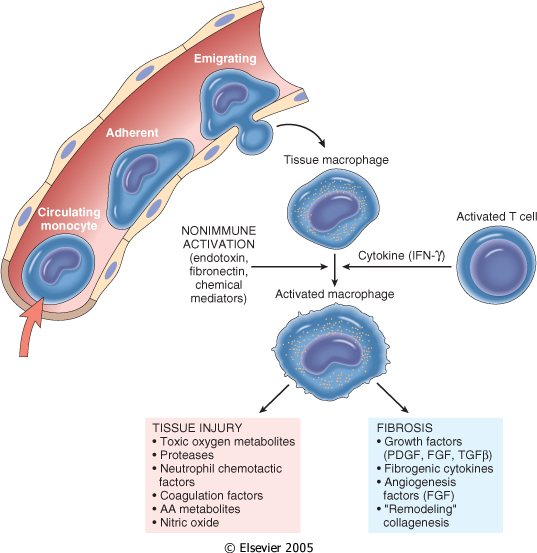 Emigrating
Adherent
Circulating
monocyte
Tissue macrophage
NONIMMUNE
ACTIVATION
(endotoxin,
fibronectin,
chemical
mediators)
Cytokine (IFN-γ)
Activated T cell
Activated macrophage
TISSUE INJURY
• Toxic oxygen metabolites
• Proteases
• Neutrophil chemotactic
factors
• Coagulation factors
• AA metabolites
• Nitric oxide
FIBROSIS
• Growth factors
(PDGF, FGF, TGFβ)
• Fibrogenic cytokines
• Angiogenesis
factors (FGF)
• "Remodeling"
collagenesis
© Elsevier 2005